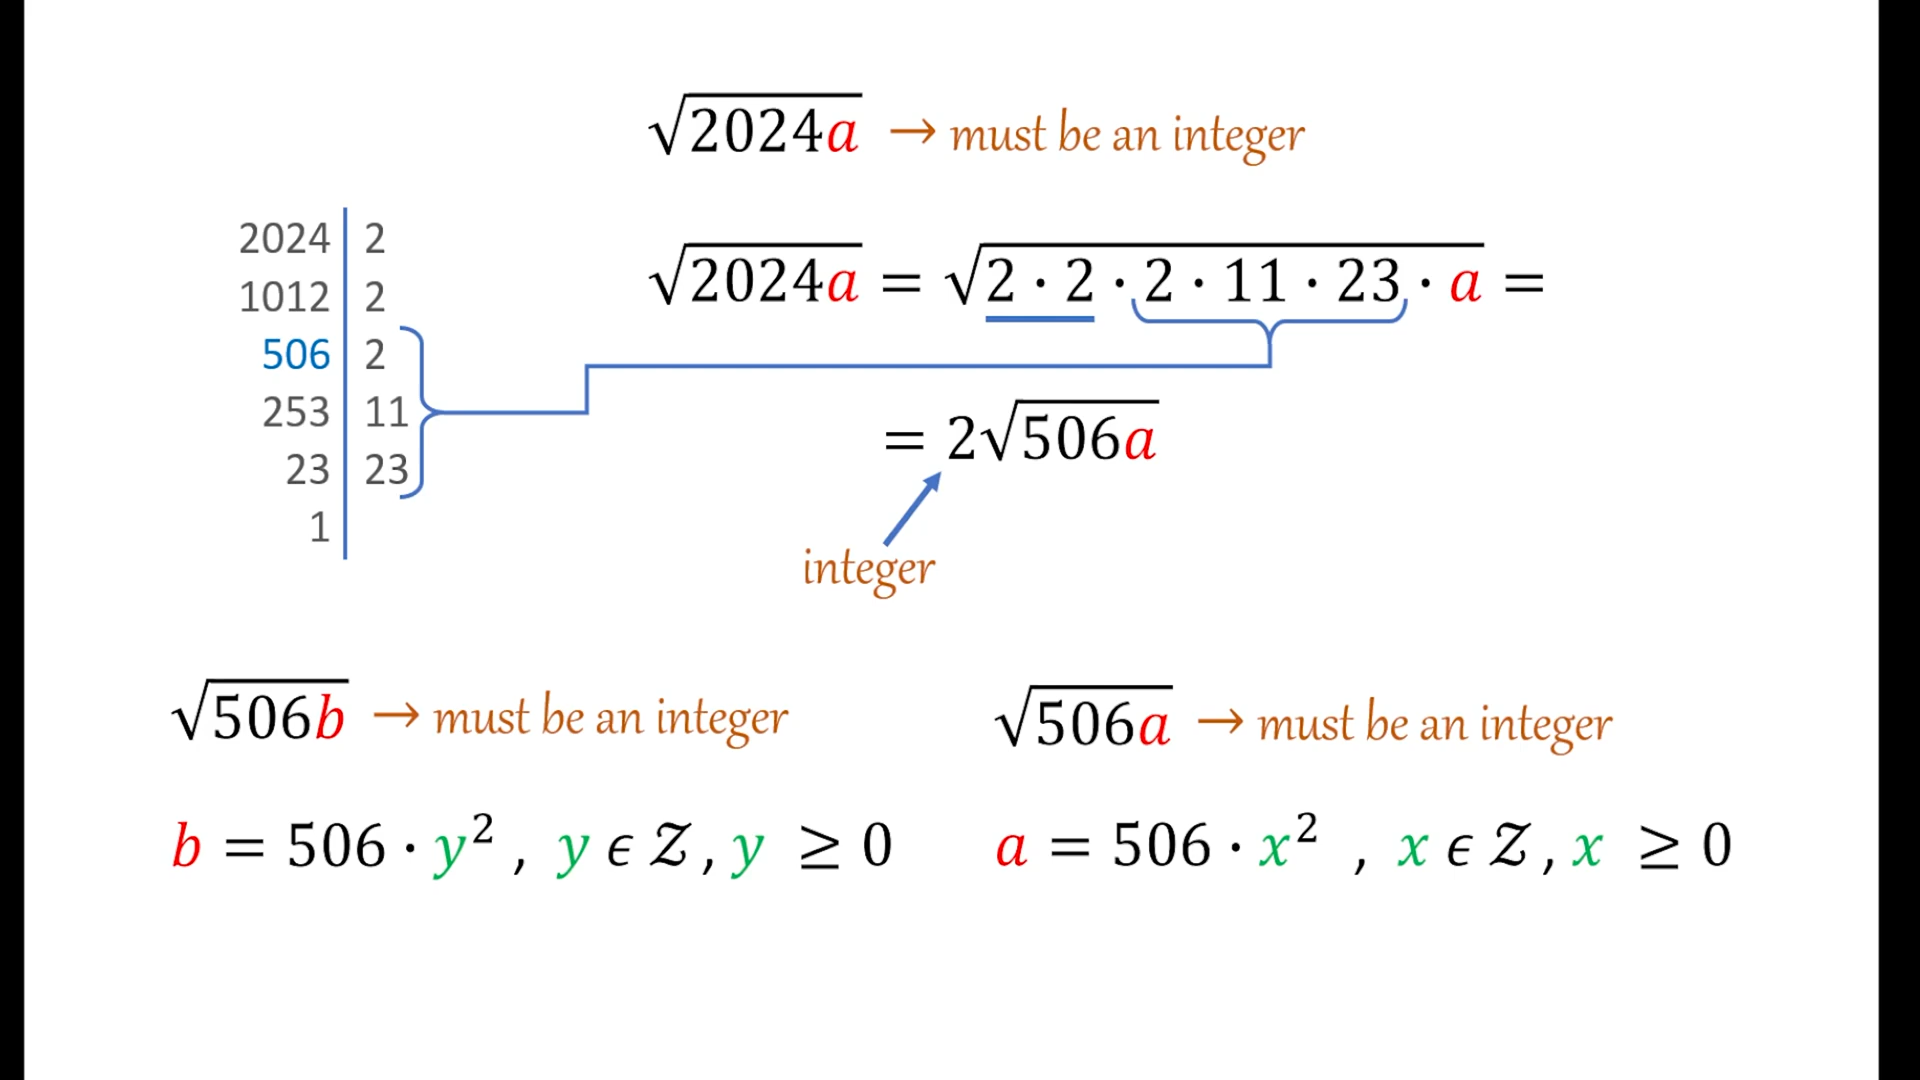 √2024a → must be an integer
2024 | 2
1012 | 2
506 | 2
253 | 11
23 | 23
1 |
√2024a = √2 · 2 · 2 · 11 · 23 · a =
= 2√506a
integer
√506b → must be an integer
b = 506 · y² , y ϵ Z , y ≥ 0
√506a → must be an integer
a = 506 · x² , x ϵ Z , x ≥ 0